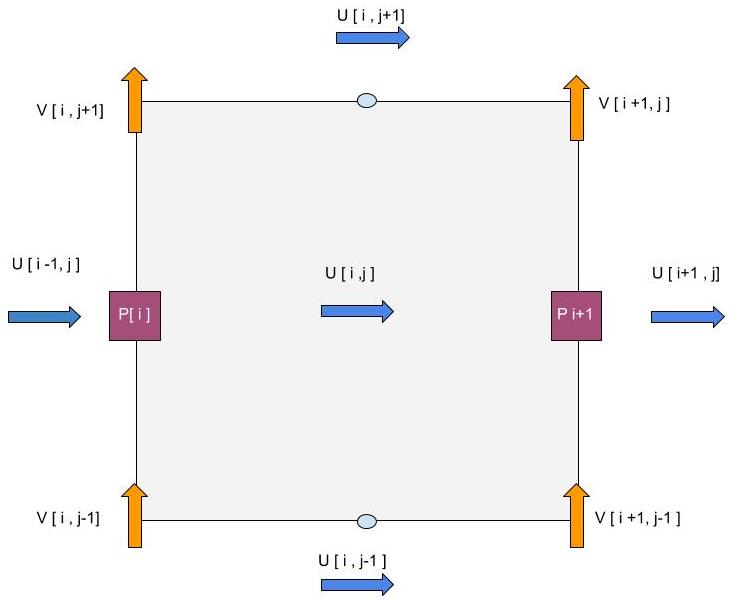 U [ i , j+1]
V [ i , j+1]
V [ i +1, j ]
U [ i -1, j ]
U [ i ,j ]
U [ i+1 , j]
P[ i ]
P i+1
V [ i , j-1]
V [ i +1, j-1 ]
U [ i , j-1 ]